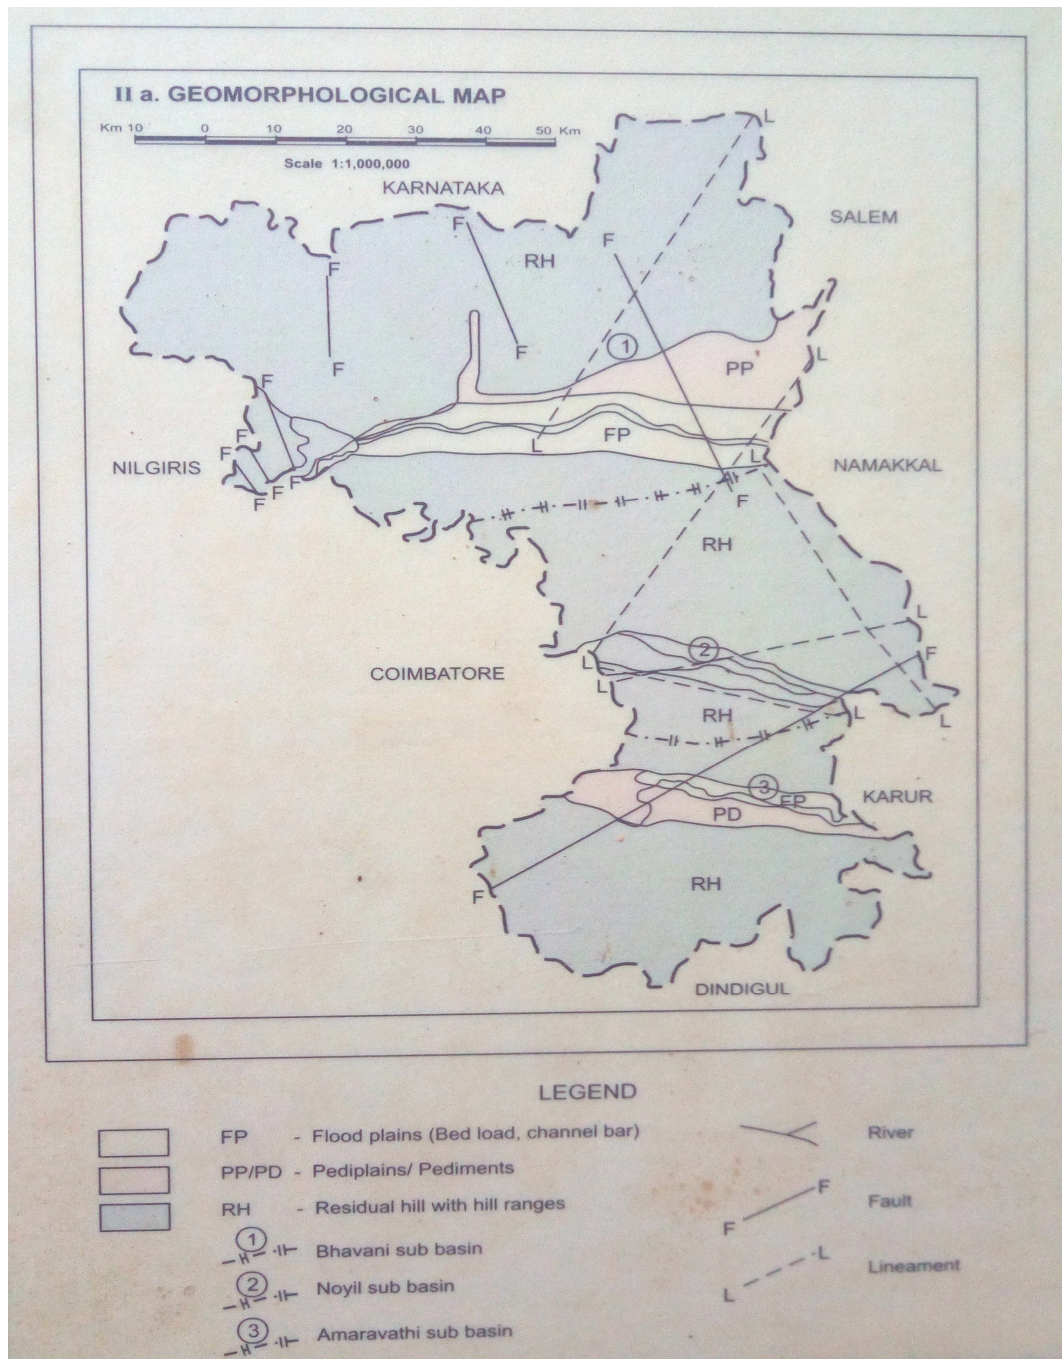 II a. GEOMORPHOLOGICAL MAP
Km 10 0 10 20 30 40 50 Km
Scale 1:1,000,000
KARNATAKA
L
SALEM
F
F
RH
F
F
F
F
1
PP
L
F
F
F
L
FP
L
NILGIRIS
F
F
F
NAMAKKAL
F
RH
L
COIMBATORE
L
2
F
L
RH
L
L
3
FP
KARUR
PD
F
RH
DINDIGUL
LEGEND
FP - Flood plains (Bed load, channel bar)
PP/PD - Pediplains/ Pediments
RH - Residual hill with hill ranges
1 Bhavani sub basin
2 Noyil sub basin
3 Amaravathi sub basin
River
F F Fault
L L Lineament